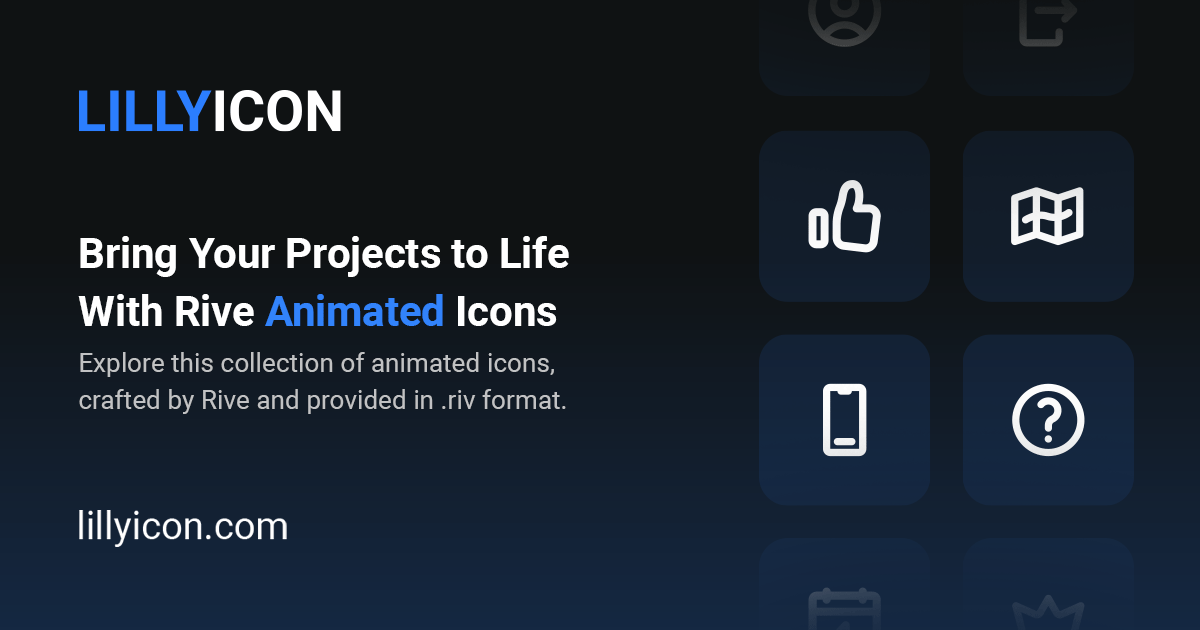 LILLYICON
Bring Your Projects to Life
With Rive Animated Icons
Explore this collection of animated icons,
crafted by Rive and provided in .riv format.
lillyicon.com